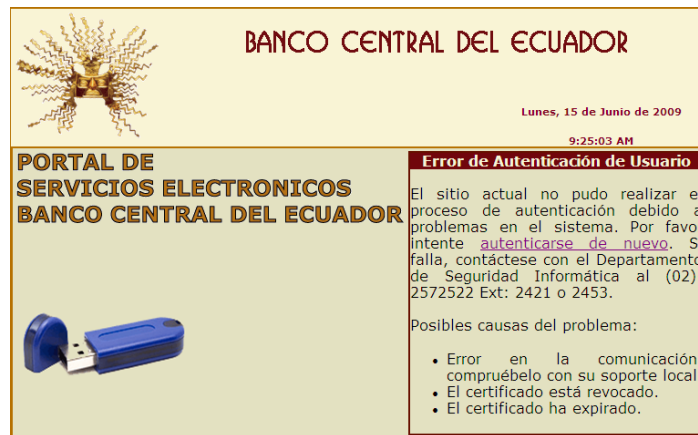 BANCO CENTRAL DEL ECUADOR
Lunes, 15 de Junio de 2009
9:25:03 AM
PORTAL DE
SERVICIOS ELECTRONICOS
BANCO CENTRAL DEL ECUADOR
Error de Autenticación de Usuario
El sitio actual no pudo realizar e
proceso de autenticación debido a
problemas en el sistema. Por favo
intente autenticarse de nuevo. S
falla, contáctese con el Departamento
de Seguridad Informática al (02)
2572522 Ext: 2421 o 2453.
Posibles causas del problema:
• Error en la comunicación
compruébelo con su soporte local
• El certificado está revocado.
• El certificado ha expirado.